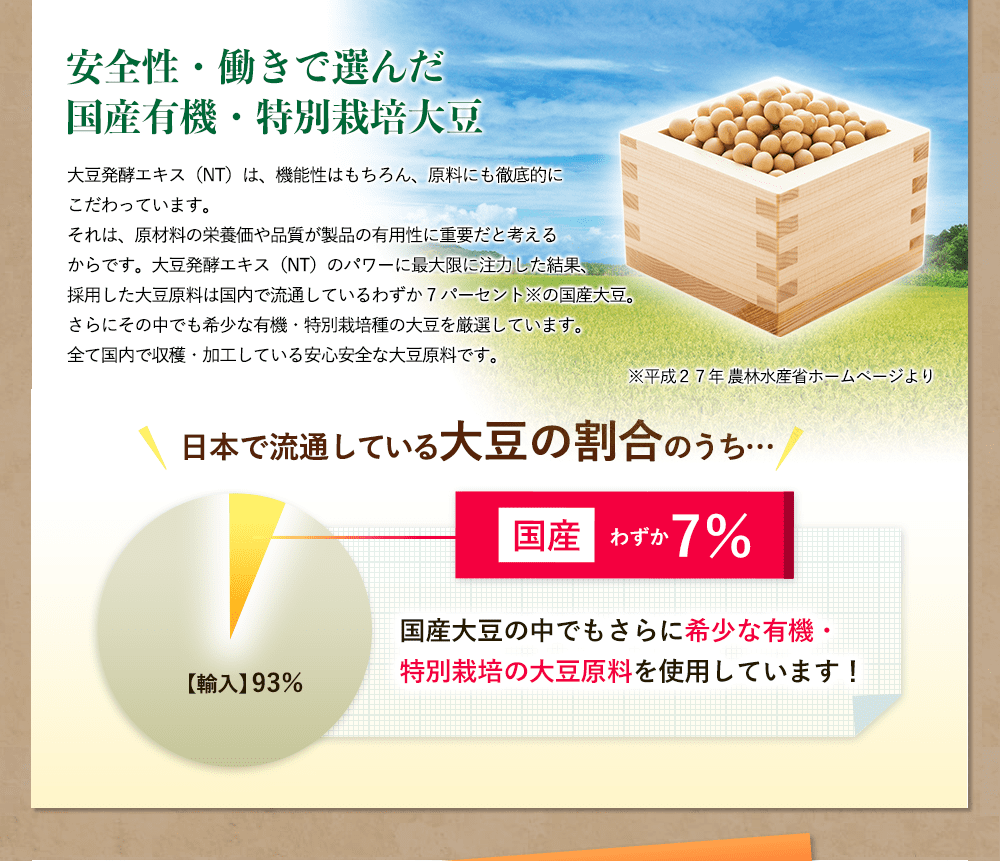 安全性・働きで選んだ
国産有機・特別栽培大豆
大豆発酵エキス（NT）は、機能性はもちろん、原料にも徹底的に
こだわっています。
それは、原材料の栄養価や品質が製品の有用性に重要だと考える
からです。大豆発酵エキス（NT）のパワーに最大限に注力した結果、
採用した大豆原料は国内で流通しているわずか７パーセント※の国産大豆。
さらにその中でも希少な有機・特別栽培種の大豆を厳選しています。
全て国内で収穫・加工している安心安全な大豆原料です。
※平成２７年 農林水産省ホームページより
日本で流通している大豆の割合のうち…
国産 わずか7%
国産大豆の中でもさらに希少な有機・
特別栽培の大豆原料を使用しています！
【輸入】93%